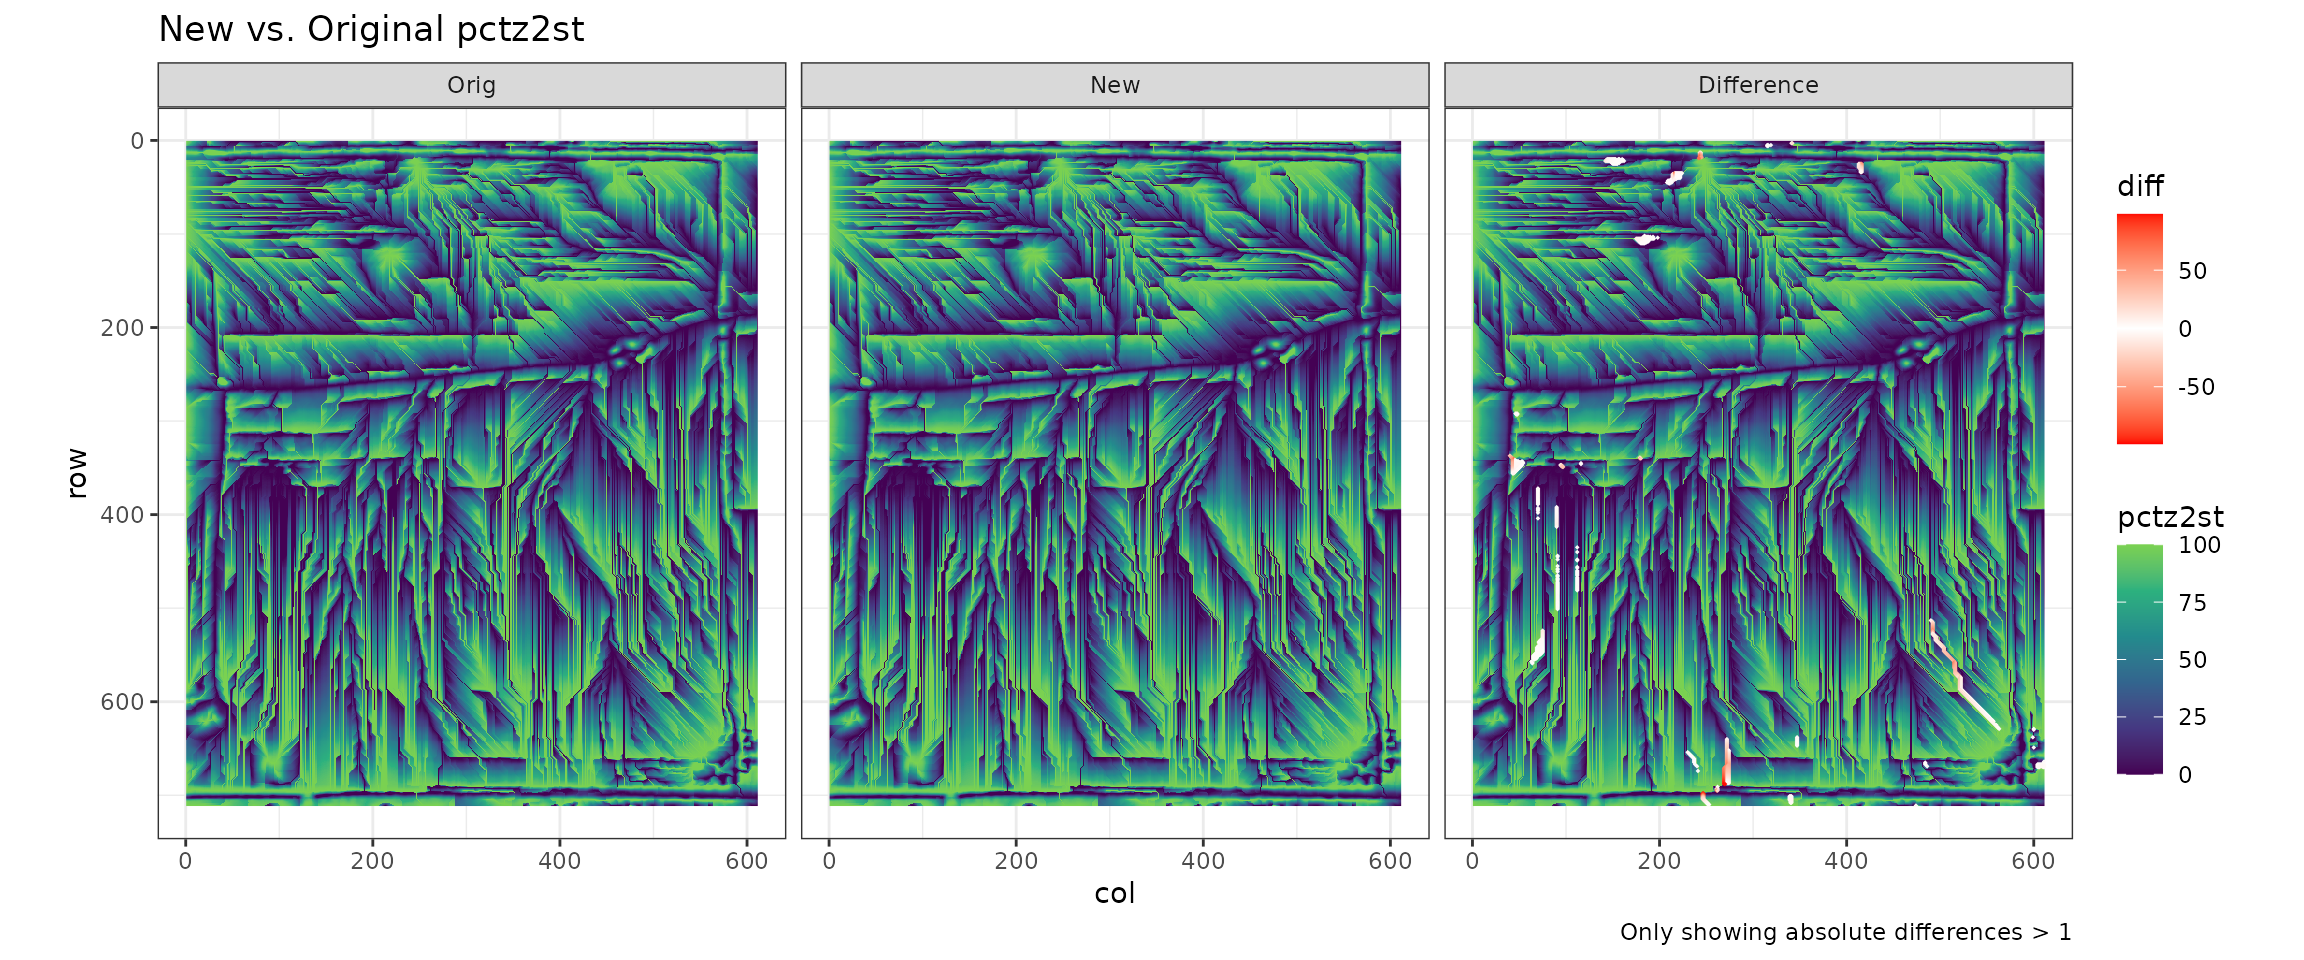 New vs. Original pctz2st
Orig
New
Difference
0
200
400
600
row
0 200 400 600
0 200 400 600
0 200 400 600
col
diff
50
0
-50
pctz2st
100
75
50
25
0
Only showing absolute differences > 1